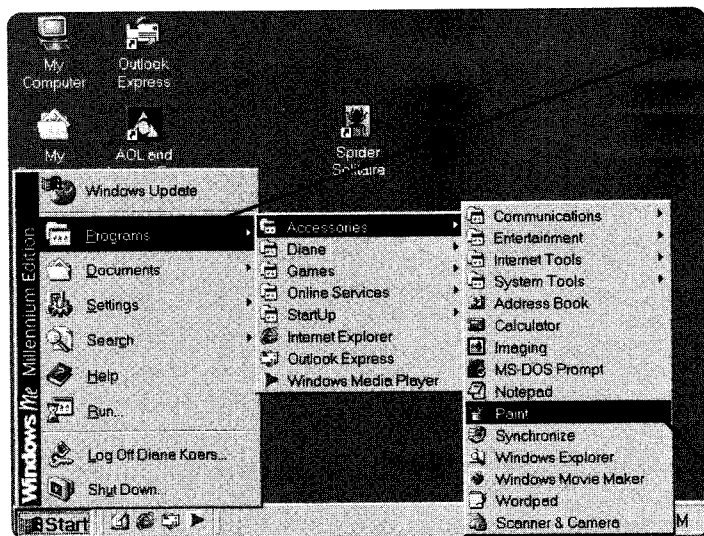 My Computer
Outlook Express
My
AOL and
Spider Solitaire
Windows Me Millennium Edition
Windows Update
Programs
Documents
Settings
Search
Help
Run...
Log Off Diane Koers...
Shut Down...
Accessories
Diane
Games
Online Services
StartUp
Internet Explorer
Outlook Express
Windows Media Player
Communications
Entertainment
Internet Tools
System Tools
Address Book
Calculator
Imaging
MS-DOS Prompt
Notepad
Paint
Synchronize
Windows Explorer
Windows Movie Maker
Wordpad
Scanner & Camera
Start
M